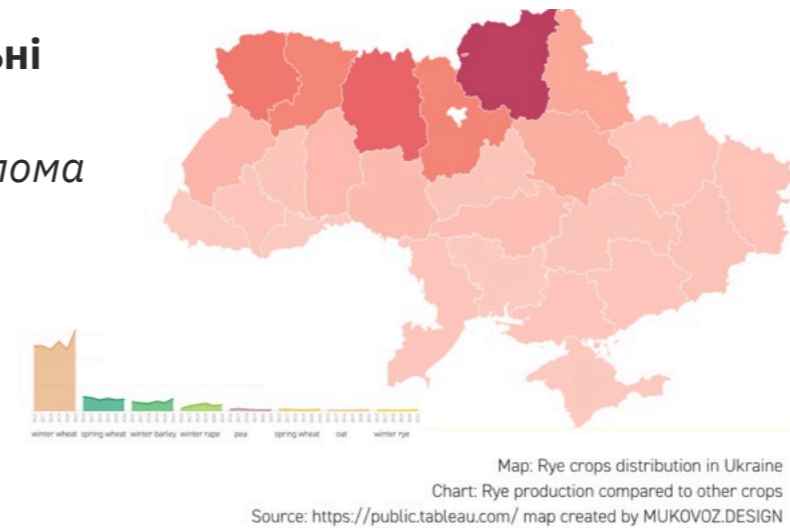 ьні
лома
winter wheat spring wheat winter barley winter rape pea spring wheat oat winter rye
Map: Rye crops distribution in Ukraine
Chart: Rye production compared to other crops
Source: https://public.tableau.com/ map created by MUKOVOZ.DESIGN